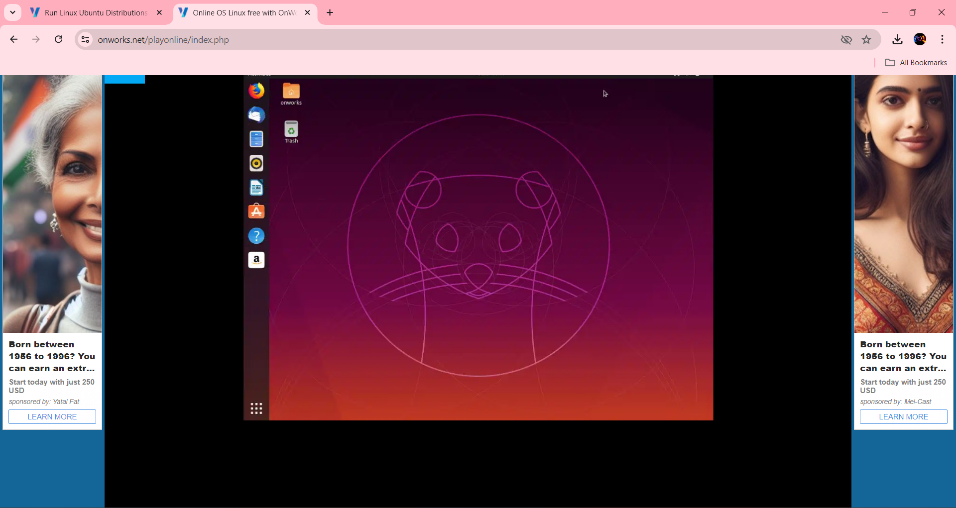 Run Linux Ubuntu Distribution:
Online OS Linux free with OnWo
onworks.net/playonline/index.php
All Bookmarks
onworks
Trash
Born between
1956 to 1996? You
can earn an extr...
Start today with just 250
USD
sponsored by: Yatal Fat
LEARN MORE
Born between
1956 to 1996? You
can earn an extr...
Start today with just 250
USD
sponsored by: Mei-Cast
LEARN MORE